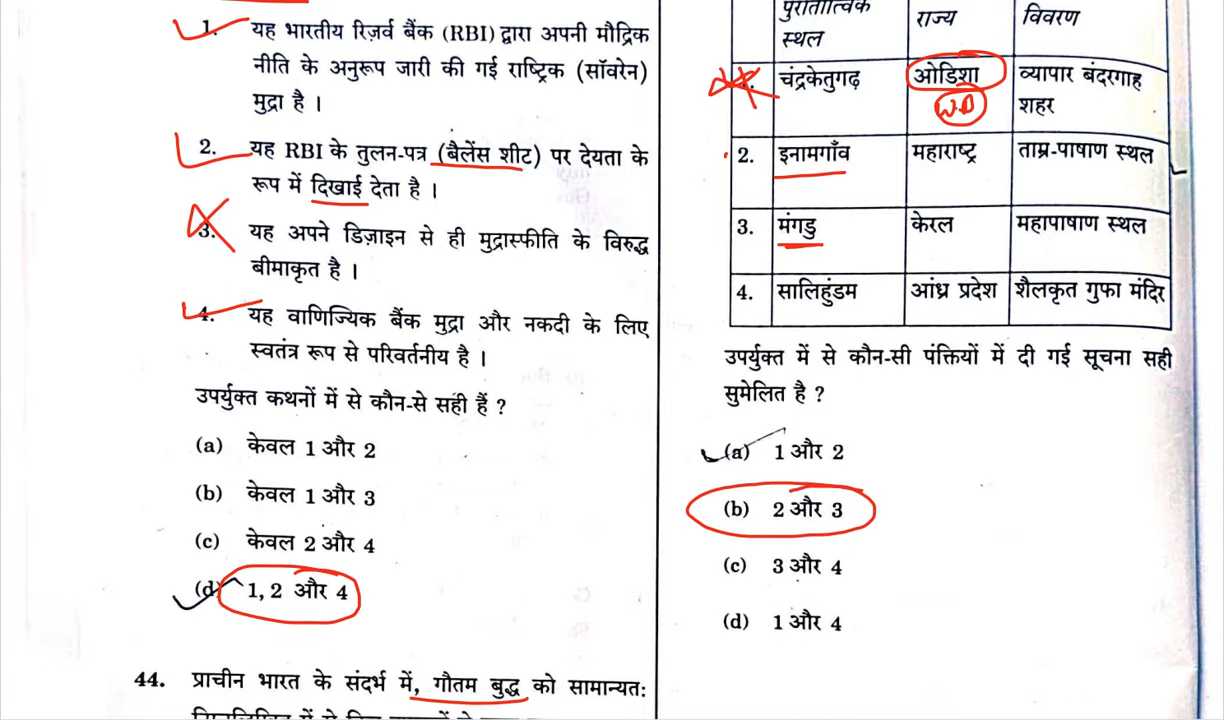 1. यह भारतीय रिज़र्व बैंक (RBI) द्वारा अपनी मौद्रिक
नीति के अनुरूप जारी की गई राष्ट्रिक (सॉवरेन)
मुद्रा है ।
2. यह RBI के तुलन-पत्र (बैलेंस शीट) पर देयता के
रूप में दिखाई देता है ।
3. यह अपने डिज़ाइन से ही मुद्रास्फीति के विरुद्ध
बीमाकृत है ।
4. यह वाणिज्यिक बैंक मुद्रा और नकदी के लिए
स्वतंत्र रूप से परिवर्तनीय है ।
उपर्युक्त कथनों में से कौन-से सही हैं ?
(a) केवल 1 और 2
(b) केवल 1 और 3
(c) केवल 2 और 4
(d) 1, 2 और 4
44. प्राचीन भारत के संदर्भ में, गौतम बुद्ध को सामान्यत:
पुरातात्विक
स्थल
राज्य
विवरण
1. चंद्रकेतुगढ़ ओडिशा व्यापार बंदरगाह
W.B शहर
2. इनामगाँव महाराष्ट्र ताम्र-पाषाण स्थल
3. मंगडु केरल महापाषाण स्थल
4. सालिहुंडम आंध्र प्रदेश शैलकृत गुफा मंदिर
उपर्युक्त में से कौन-सी पंक्तियों में दी गई सूचना सही
सुमेलित है ?
(a) 1 और 2
(b) 2 और 3
(c) 3 और 4
(d) 1 और 4